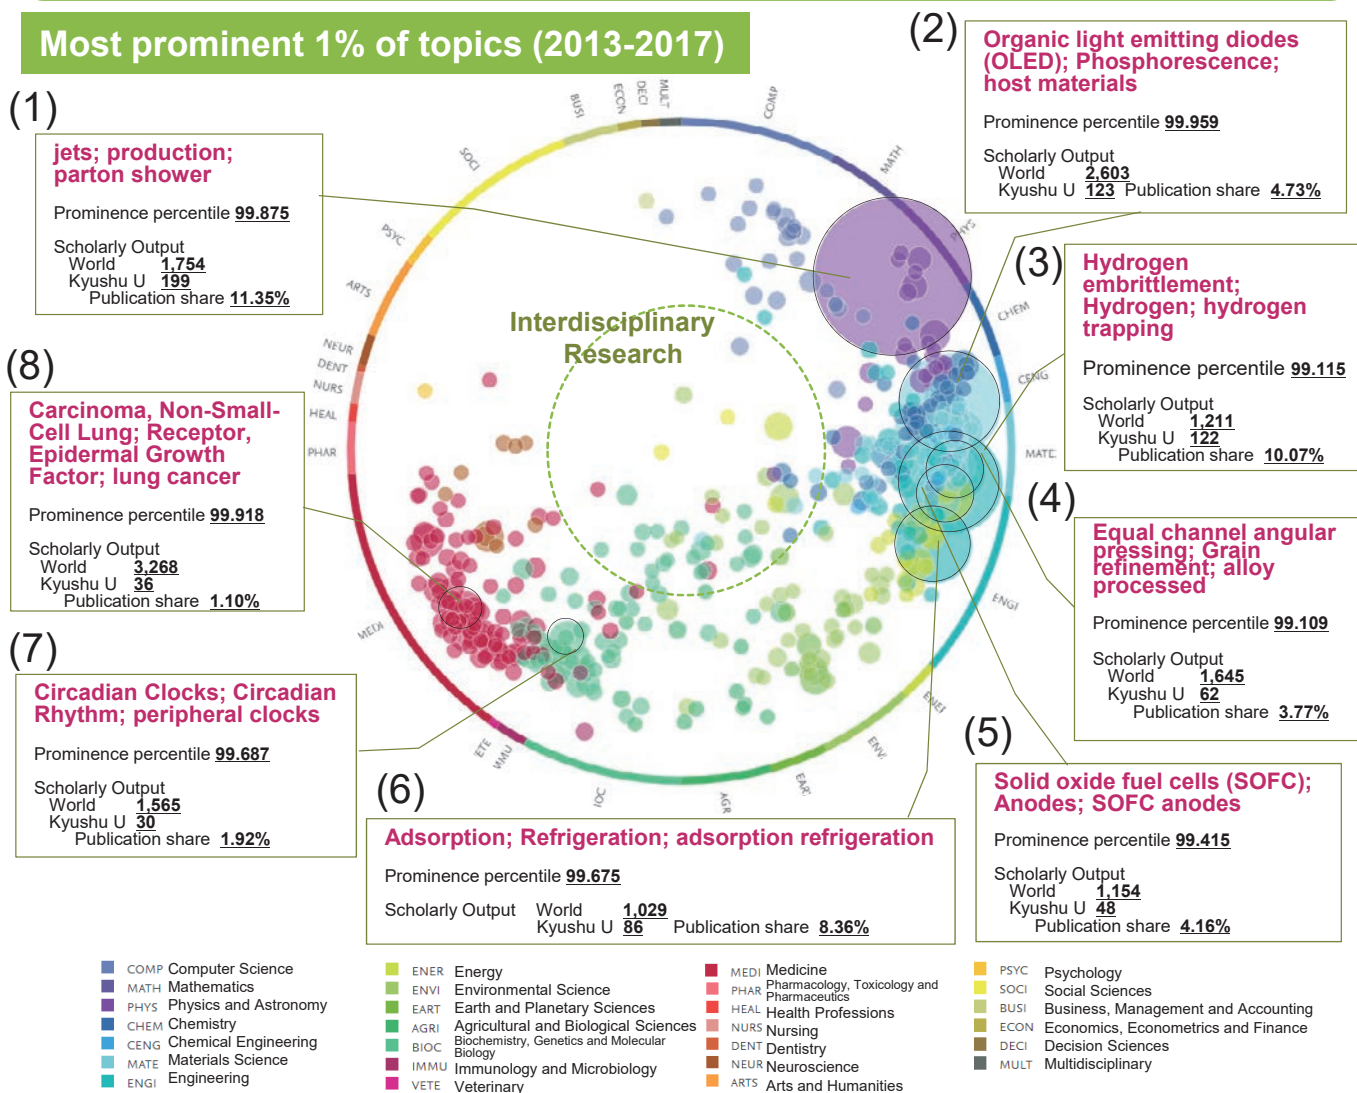 Most prominent 1% of topics (2013-2017)
(1)
jets; production;
parton shower
Prominence percentile 99.875
Scholarly Output
World 1,754
Kyushu U 199
Publication share 11.35%
(2)
Organic light emitting diodes
(OLED); Phosphorescence;
host materials
Prominence percentile 99.959
Scholarly Output
World 2,603
Kyushu U 123 Publication share 4.73%
(3)
Hydrogen
embrittlement;
Hydrogen; hydrogen
trapping
Prominence percentile 99.115
Scholarly Output
World 1,211
Kyushu U 122
Publication share 10.07%
(4)
Equal channel angular
pressing; Grain
refinement; alloy
processed
Prominence percentile 99.109
Scholarly Output
World 1,645
Kyushu U 62
Publication share 3.77%
(5)
Solid oxide fuel cells (SOFC);
Anodes; SOFC anodes
Prominence percentile 99.415
Scholarly Output
World 1,154
Kyushu U 48
Publication share 4.16%
(6)
Adsorption; Refrigeration; adsorption refrigeration
Prominence percentile 99.675
Scholarly Output World 1,029
Kyushu U 86 Publication share 8.36%
(7)
Circadian Clocks; Circadian
Rhythm; peripheral clocks
Prominence percentile 99.687
Scholarly Output
World 1,565
Kyushu U 30
Publication share 1.92%
(8)
Carcinoma, Non-Small-
Cell Lung; Receptor,
Epidermal Growth
Factor; lung cancer
Prominence percentile 99.918
Scholarly Output
World 3,268
Kyushu U 36
Publication share 1.10%
Interdisciplinary
Research
MULT
COMP
MATH
PHYS
CHEM
CENG
MATE
ENGI
ENEI
ENVI
EAR
AGR
IOC
MMU
ETE
MEDI
PHAR
HEAL
NURS
DENT
NEUR
ARTS
PSYC
SOCI
BUSI
ECON
DECI
COMP Computer Science
MATH Mathematics
PHYS Physics and Astronomy
CHEM Chemistry
CENG Chemical Engineering
MATE Materials Science
ENGI Engineering
ENER Energy
ENVI Environmental Science
EART Earth and Planetary Sciences
AGRI Agricultural and Biological Sciences
BIOC Biochemistry, Genetics and Molecular
Biology
IMMU Immunology and Microbiology
VETE Veterinary
MEDI Medicine
PHAR Pharmacology, Toxicology and
Pharmaceutics
HEAL Health Professions
NURS Nursing
DENT Dentistry
NEUR Neuroscience
ARTS Arts and Humanities
PSYC Psychology
SOCI Social Sciences
BUSI Business, Management and Accounting
ECON Economics, Econometrics and Finance
DECI Decision Sciences
MULT Multidisciplinary